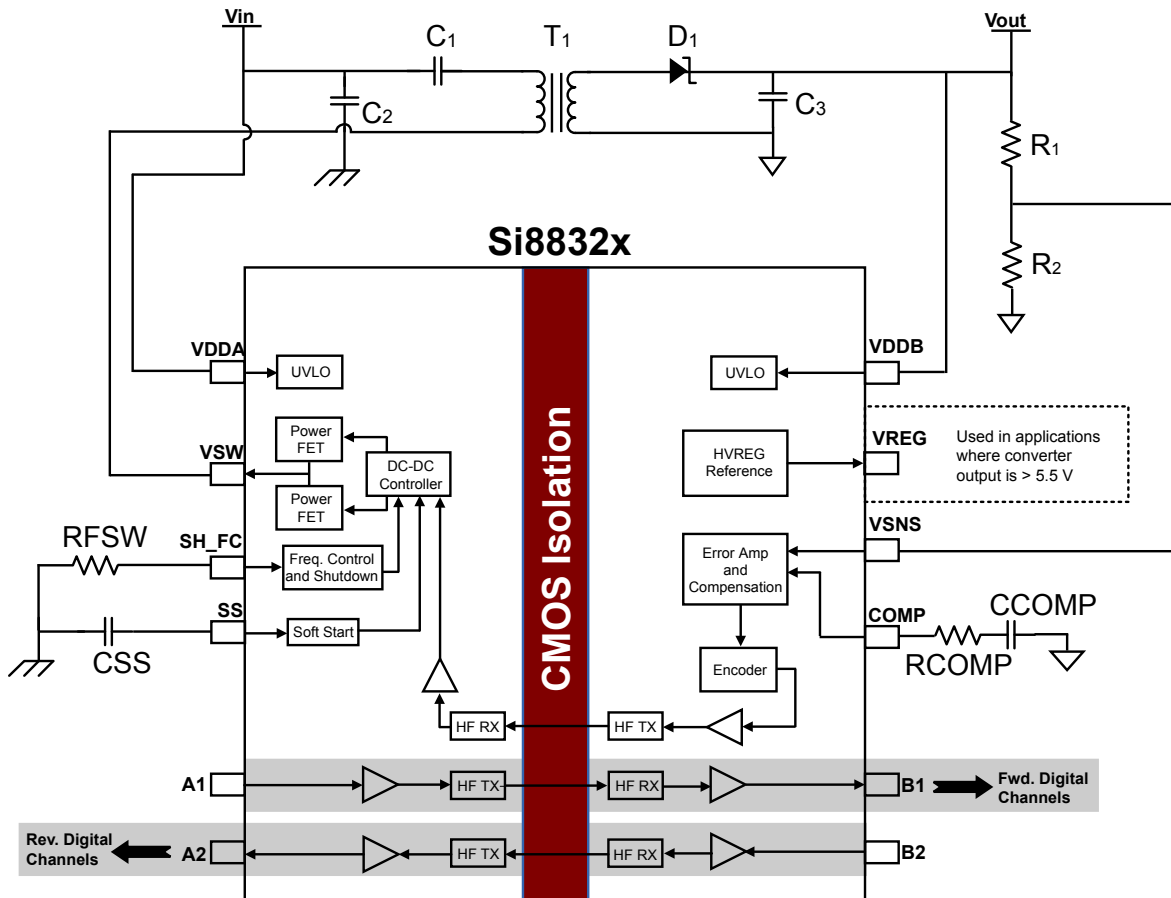 Vin
C1
T1
D1
Vout
C2
C3
R1
R2
Si8832x
VDDA
UVLO
UVLO
VDDB
CMOS Isolation
Power
FET
VSW
DC-DC
Controller
Power
FET
HVREG
Reference
VREG
Used in applications
where converter
output is > 5.5 V
RFSW
SH_FC
Freq. Control
and Shutdown
VSNS
Error Amp
and
Compensation
SS
Soft Start
CSS
COMP
CCOMP
RCOMP
Encoder
HF RX
HF TX
A1
HF TX
HF RX
B1
Fwd. Digital
Channels
Rev. Digital
Channels
A2
HF TX
HF RX
B2